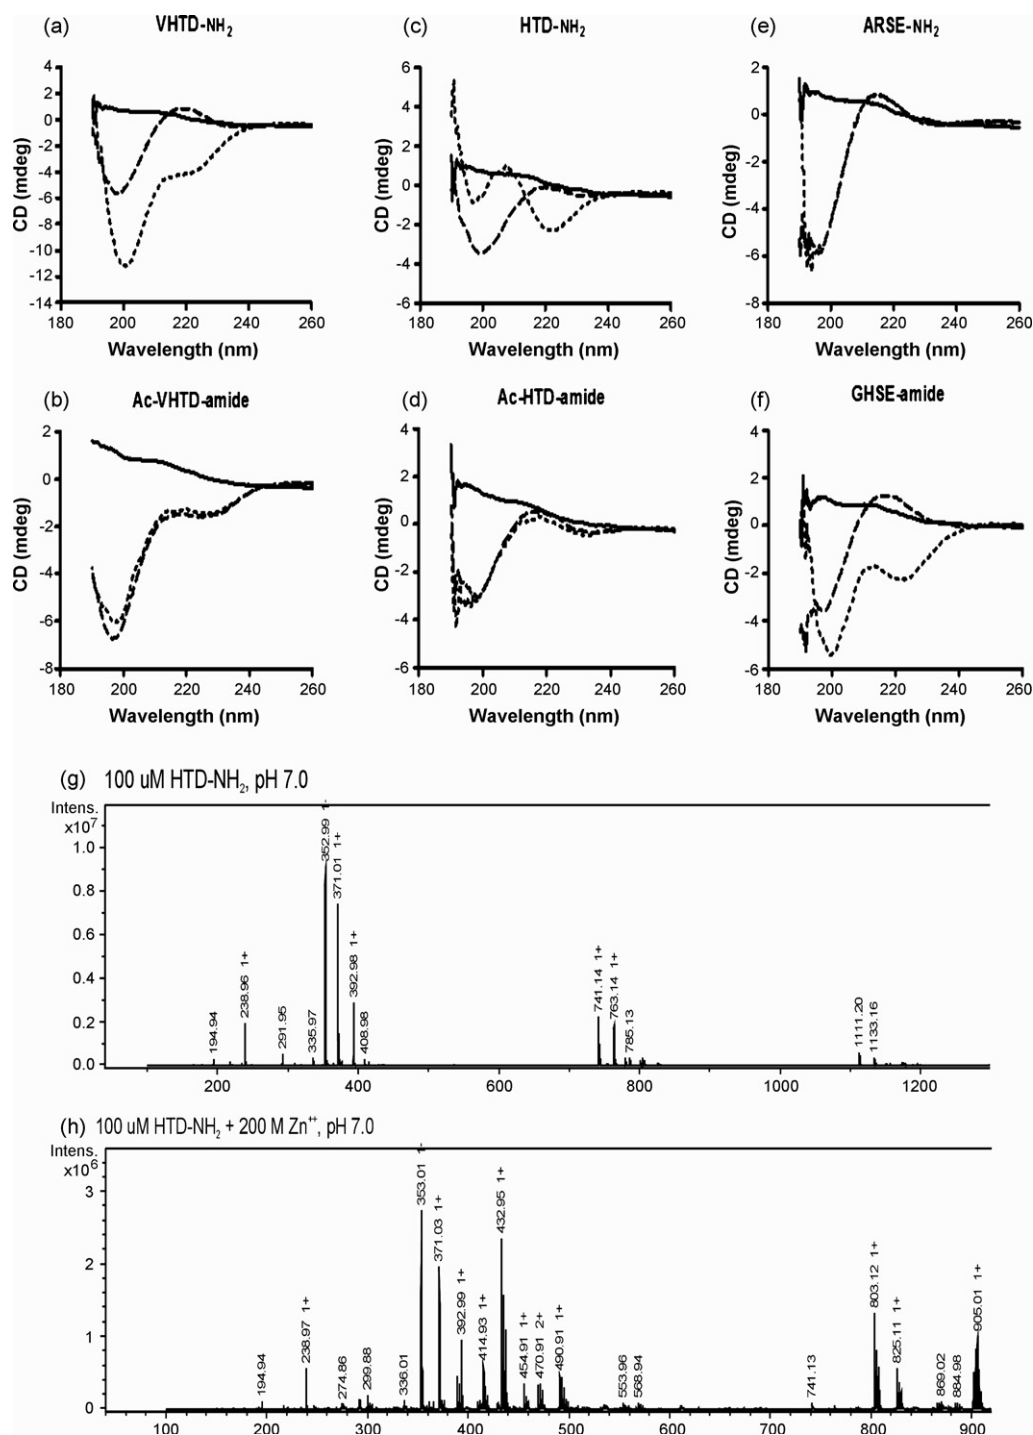 (a) VHTD-NH2 (c) HTD-NH2 (e) ARSE-NH2
4 6 2
2 4 0
0 2 -2
-2 0 -4
-4 -2 -6
-6 -4 -8
-8 -6
-10
-12
-14
CD (mdeg) CD (mdeg) CD (mdeg)
180 200 220 240 260 180 200 220 240 260 180 200 220 240 260
Wavelength (nm) Wavelength (nm) Wavelength (nm)
(b) Ac-VHTD-amide (d) Ac-HTD-amide (f) GHSE-amide
2 4 4
0 2 2
-2 0 0
-4 -2 -2
-6 -4 -4
-8 -6 -6
CD (mdeg) CD (mdeg) CD (mdeg)
180 200 220 240 260 180 200 220 240 260 180 200 220 240 260
Wavelength (nm) Wavelength (nm) Wavelength (nm)
(g) 100 uM HTD-NH2, pH 7.0
Intens.
x10^7
1.0
0.8
0.6
0.4
0.2
0.0
194.94 238.96 1+ 291.95 335.97 352.99 371.01 1+ 392.98 1+ 408.98 741.14 1+ 763.14 1+ 785.13 1111.20 1133.16
200 400 600 800 1000 1200
(h) 100 uM HTD-NH2 + 200 M Zn++, pH 7.0
Intens.
x10^6
3
2
1
0
194.94 238.97 1+ 274.86 299.88 336.01 353.01 371.03 1+ 392.99 1+ 414.93 1+ 432.95 1+ 454.91 1+ 470.91 2+ 490.91 1+ 553.96 568.94 741.13 803.12 1+ 825.11 1+ 869.02 884.98 905.01 1+
100 200 300 400 500 600 700 800 900